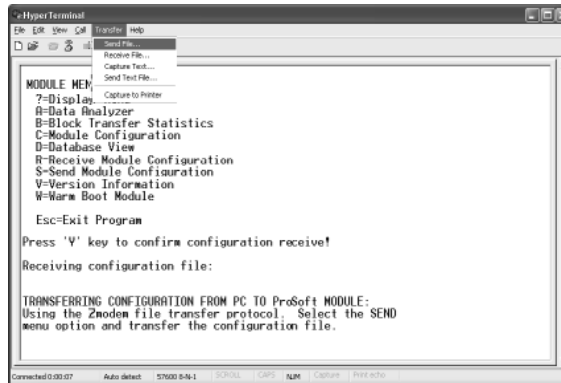 HyperTerminal
File Edit View Call Transfer Help
Send File...
Receive File...
Capture Text...
Send Text File...
Capture to Printer
MODULE MEN
?=Display
A=Data Analyzer
B=Block Transfer Statistics
C=Module Configuration
D=Database View
R=Receive Module Configuration
S=Send Module Configuration
V=Version Information
W=Warm Boot Module
Esc=Exit Program
Press 'Y' key to confirm configuration receive!
Receiving configuration file:
TRANSFERRING CONFIGURATION FROM PC TO ProSoft MODULE:
Using the Zmodem file transfer protocol. Select the SEND
menu option and transfer the configuration file.
Connected 0:00:07 Auto detect 57600 8-N-1 SCROLL CAPS NUM Capture Print echo